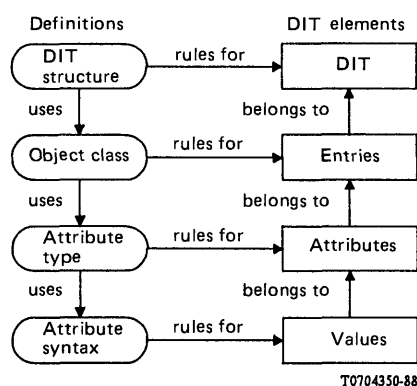 Definitions DIT elements
DIT structure rules for DIT
uses belongs to
Object class rules for Entries
uses belongs to
Attribute type rules for Attributes
uses belongs to
Attribute syntax rules for Values
T0704350-88